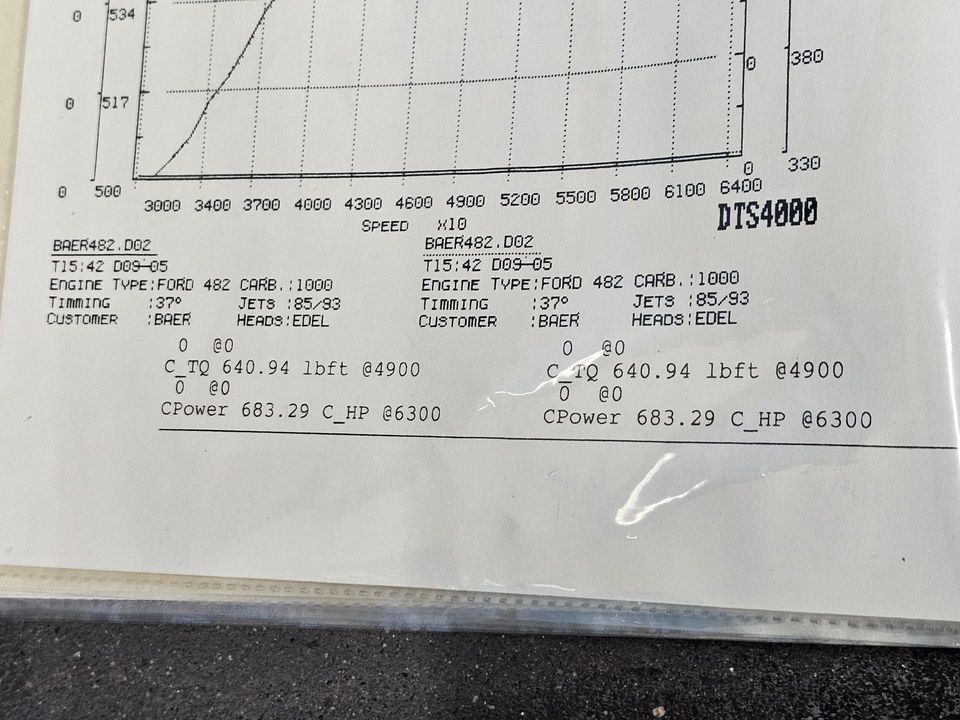 0 534
0 517 0 380
0 500 0 330
3000 3400 3700 4000 4300 4600 4900 5200 5500 5800 6100 6400
SPEED X10
DTS4000
BAER482.D02 BAER482.D02
T15:42 D09-05 T15:42 D09-05
ENGINE TYPE:FORD 482 CARB.:1000 ENGINE TYPE:FORD 482 CARB.:1000
TIMMING :37° JETS :85/93 TIMMING :37° JETS :85/93
CUSTOMER :BAER HEADS:EDEL CUSTOMER :BAER HEADS:EDEL
0 @0 0 @0
C_TQ 640.94 lbft @4900 C_TQ 640.94 lbft @4900
0 @0 0 @0
CPower 683.29 C_HP @6300 CPower 683.29 C_HP @6300